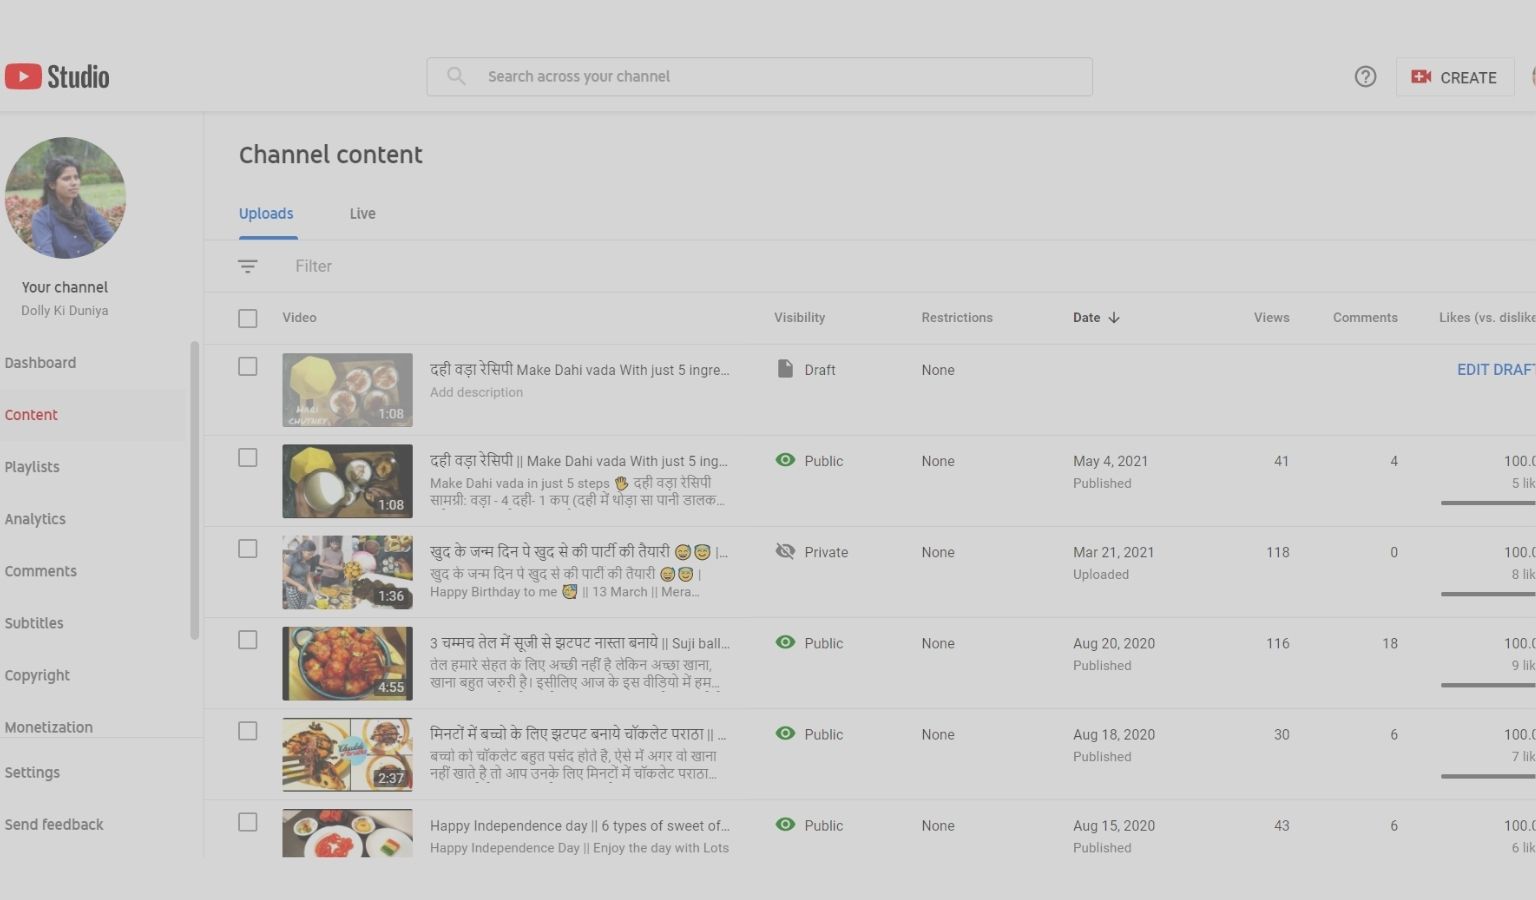 Studio
Search across your channel
CREATE
Channel content
Uploads
Live
Filter
Your channel
Dolly Ki Duniya
Dashboard
Content
Playlists
Analytics
Comments
Subtitles
Copyright
Monetization
Settings
Send feedback
Video
Visibility
Restrictions
Date
Views
Comments
Likes (vs. dislike
MARI
CHUTNEY
1:08
दही वड़ा रेसिपी Make Dahi vada With just 5 ingre...
Add description
Draft
None
EDIT DRAFT
1:08
दही वड़ा रेसिपी || Make Dahi vada With just 5 ing...
Make Dahi vada in just 5 steps 🖐 दही वड़ा रेसिपी
सामग्री: वड़ा - 4 दही- 1 कप (दही में थोड़ा सा पानी डालक...
Public
None
May 4, 2021
Published
41
4
100.0
5 lik
1:36
खुद के जन्म दिन पे खुद से की पार्टी की तैयारी 😅😇 |...
खुद के जन्म दिन पे खुद से की पार्टी की तैयारी 😅😇 |
Happy Birthday to me 🥳 || 13 March || Mera...
Private
None
Mar 21, 2021
Uploaded
118
0
100.0
8 lik
4:55
3 चम्मच तेल में सूजी से झटपट नास्ता बनाये || Suji ball...
तेल हमारे सेहत के लिए अच्छी नहीं है लेकिन अच्छा खाना,
खाना बहुत जरुरी है। इसीलिए आज के इस वीडियो में हम...
Public
None
Aug 20, 2020
Published
116
18
100.0
9 lik
2:37
मिनटों में बच्चो के लिए झटपट बनाये चॉकलेट पराठा || ...
बच्चो को चॉकलेट बहुत पसंद होते है, ऐसे में अगर वो खाना
नहीं खाते है तो आप उनके लिए मिनटों में चॉकलेट पराठा...
Public
None
Aug 18, 2020
Published
30
6
100.0
7 lik
Happy Independence day || 6 types of sweet of...
Happy Independence Day || Enjoy the day with Lots
Public
None
Aug 15, 2020
Published
43
6
100.0
6 lik